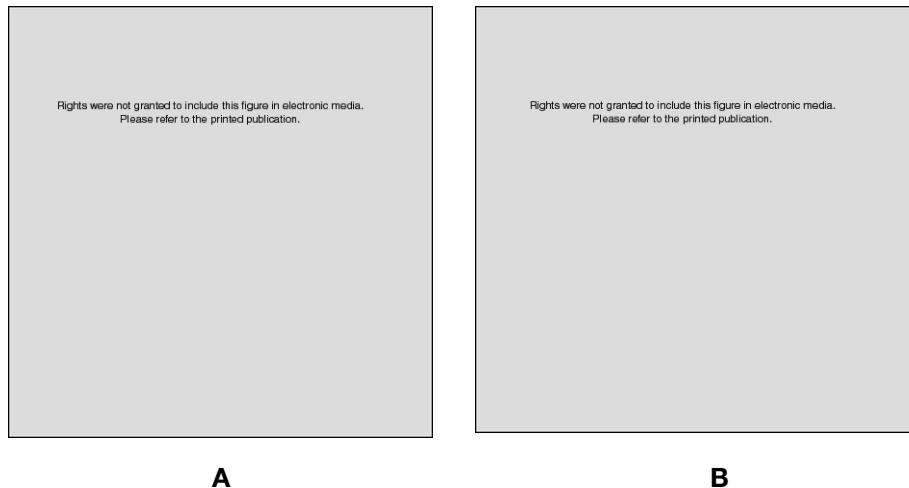 Rights were not granted to include this figure in electronic media.
Please refer to the printed publication.
Rights were not granted to include this figure in electronic media.
Please refer to the printed publication.
A
B